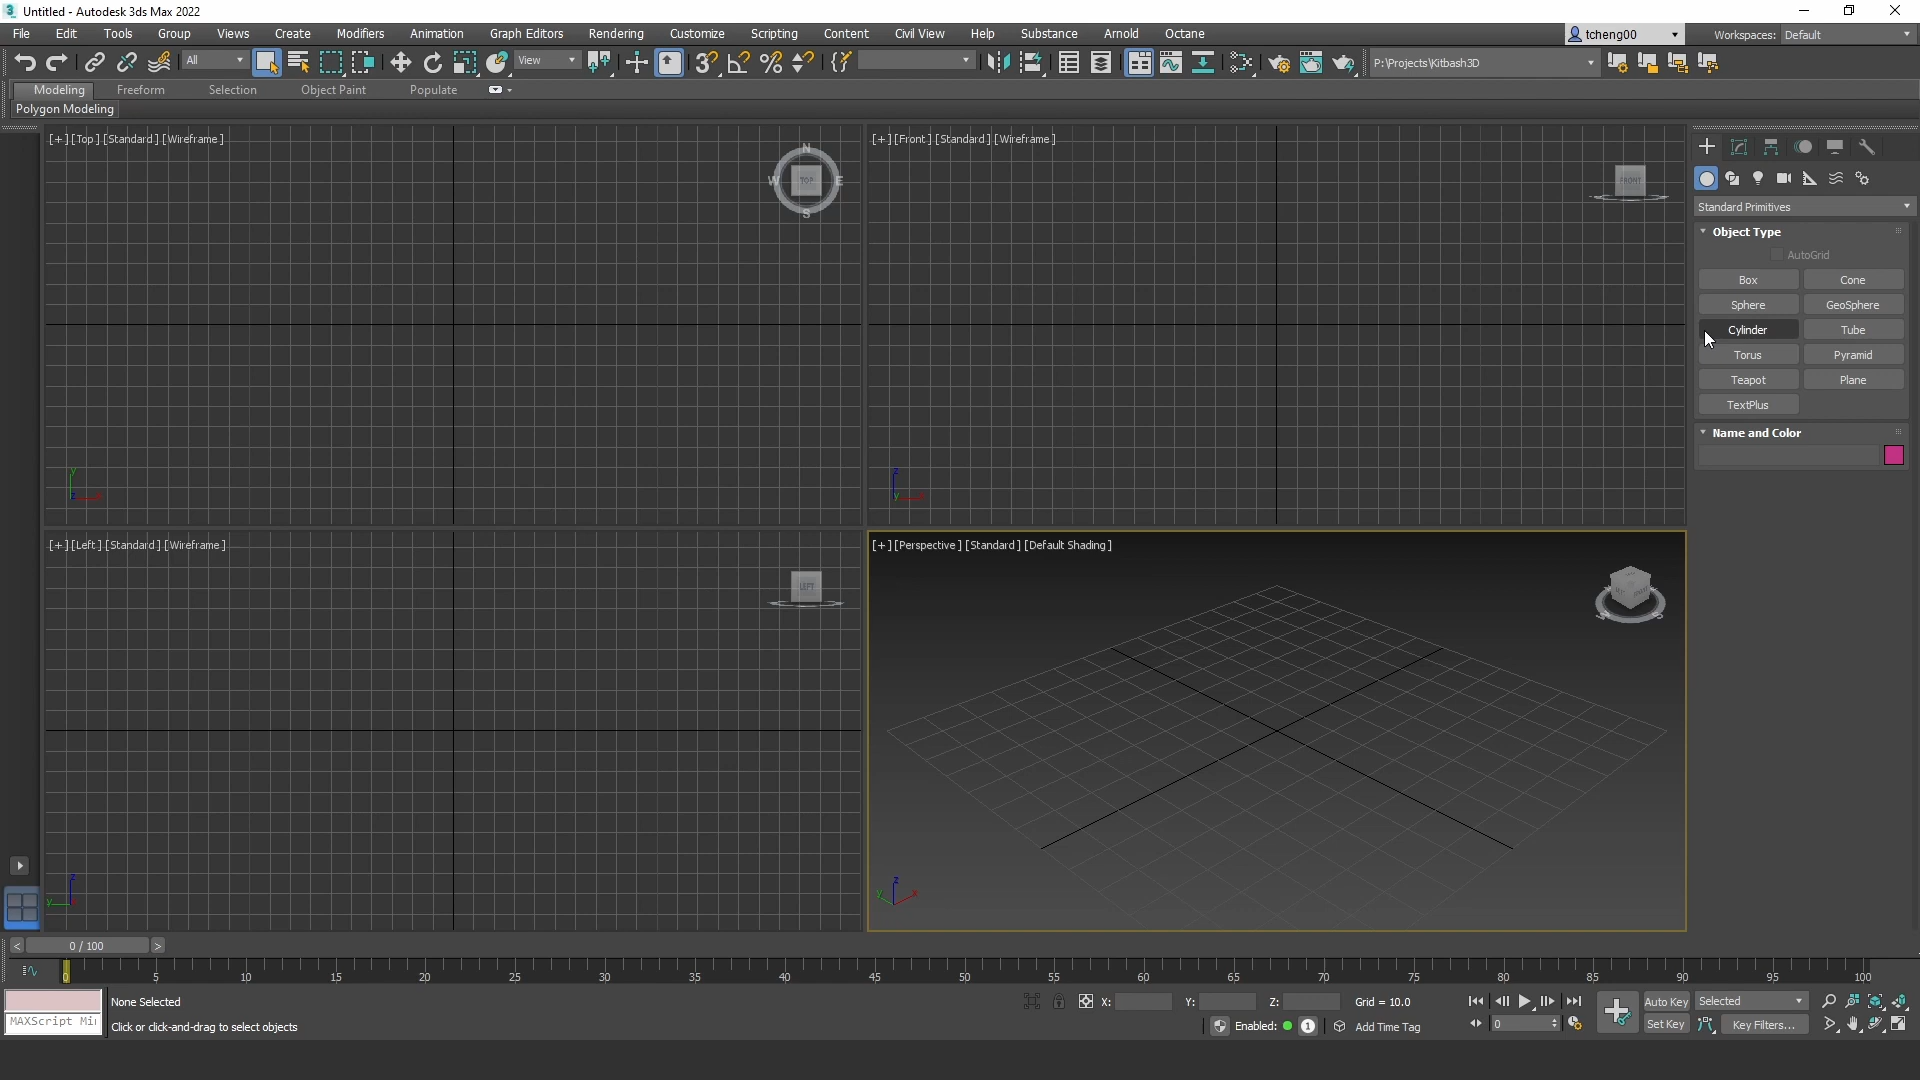 Untitled - Autodesk 3ds Max 2022
File Edit Tools Group Views Create Modifiers Animation Graph Editors Rendering Customize Scripting Content Civil View Help Substance Arnold Octane
tcheng00
Workspaces: Default
All
View
P:\Projects\Kitbash3D
Modeling Freeform Selection Object Paint Populate
Polygon Modeling
[+] [Top] [Standard] [Wireframe]
N
W TOP E
S
[+] [Front] [Standard] [Wireframe]
FRONT
Standard Primitives
Object Type
AutoGrid
Box Cone
Sphere GeoSphere
Cylinder Tube
Torus Pyramid
Teapot Plane
TextPlus
Name and Color
y
z
z
y
[+] [Left] [Standard] [Wireframe]
LEFT
z
y
[+] [Perspective] [Standard] [Default Shading]
z
y x
< 0 / 100 >
0 5 10 15 20 25 30 35 40 45 50 55 60 65 70 75 80 85 90 95 100
None Selected
X: Y: Z: Grid = 10.0
Auto Key Selected
MAXScript Mi
Click or click-and-drag to select objects
Enabled: 1 Add Time Tag
0
Set Key Key Filters...